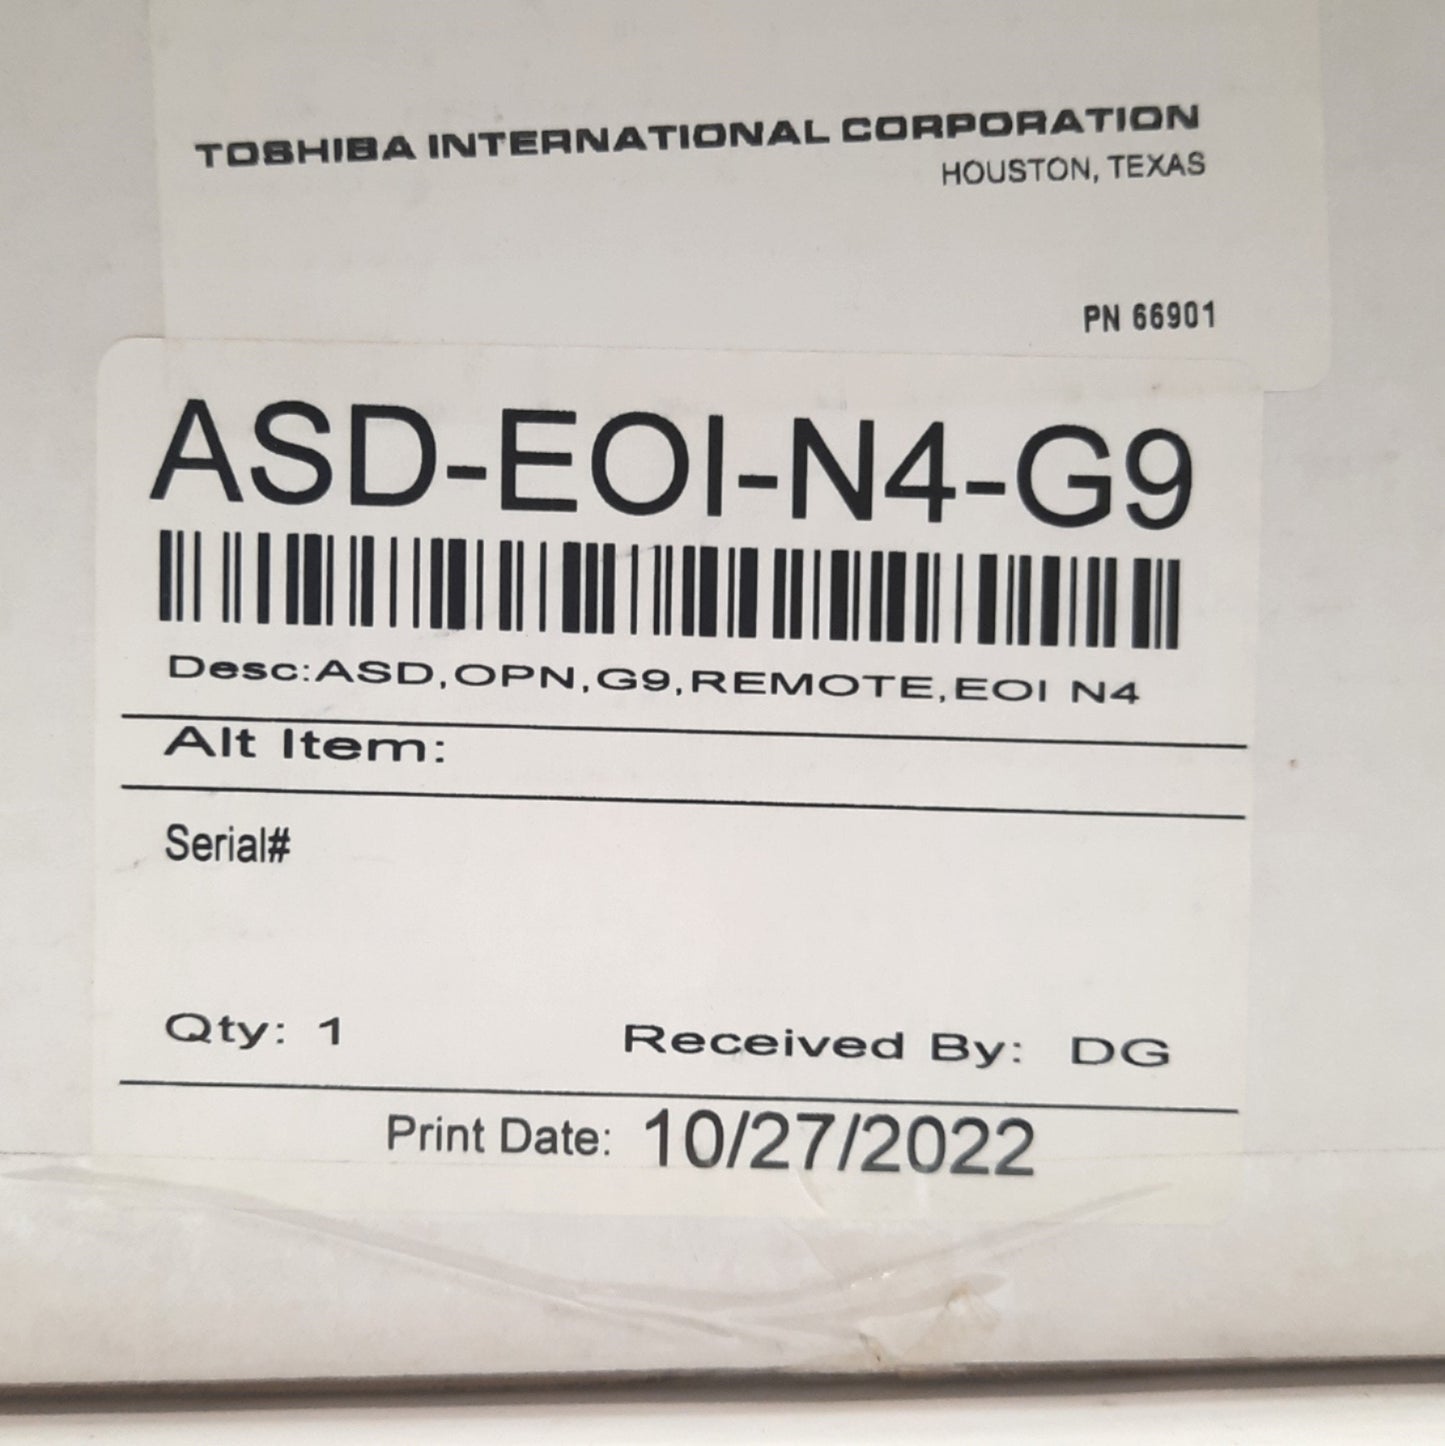 TOSHIBA INTERNATIONAL CORPORATION
HOUSTON, TEXAS
PN 66901
ASD-EOI-N4-G9
Desc:ASD,OPN,G9,REMOTE,EOI N4
Alt Item:
Serial#
Qty: 1 Received By: DG
Print Date: 10/27/2022